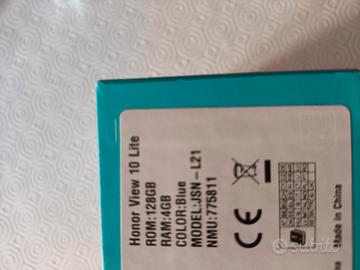 Honor View 10 Lite
ROM:128GB
RAM:4GB
COLOR:Blue
MODEL:JSN-L21
NMU:775811
CE
Made in China
subito